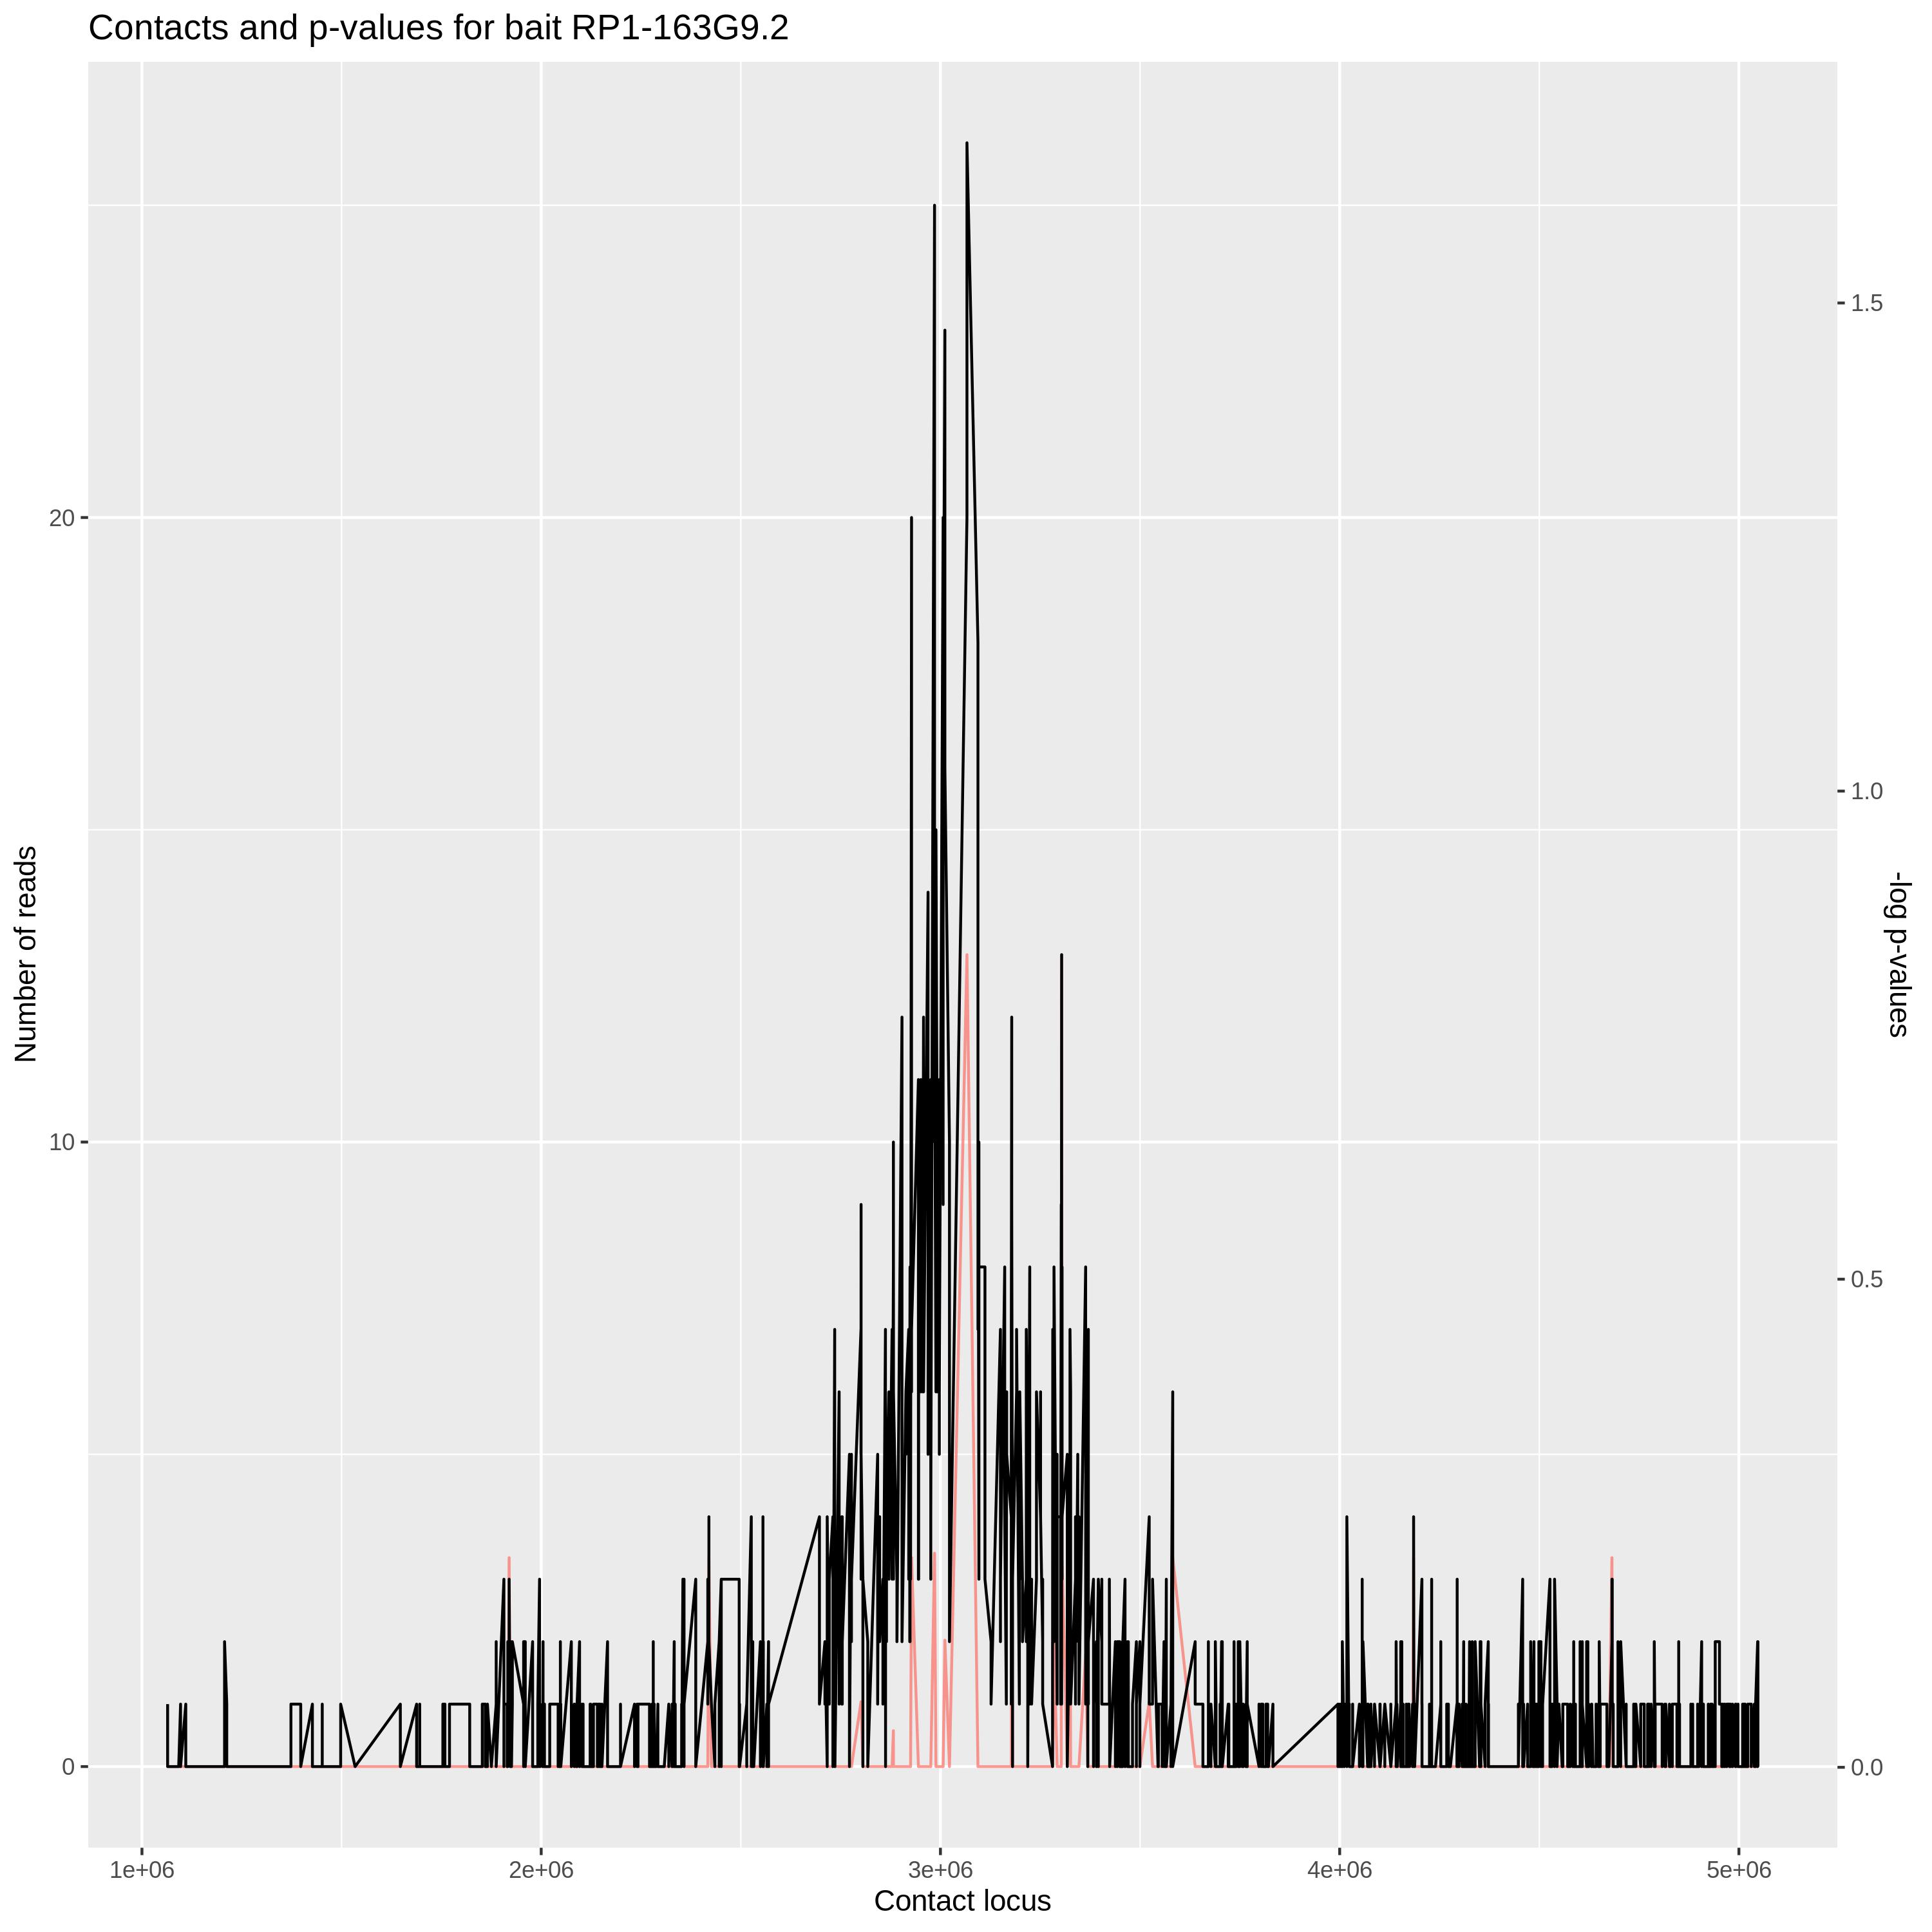 Contacts and p-values for bait RP1-163G9.2
Number of reads
20
10
0
1.5
1.0
0.5
0.0
-log p-values
1e+06
2e+06
3e+06
4e+06
5e+06
Contact locus